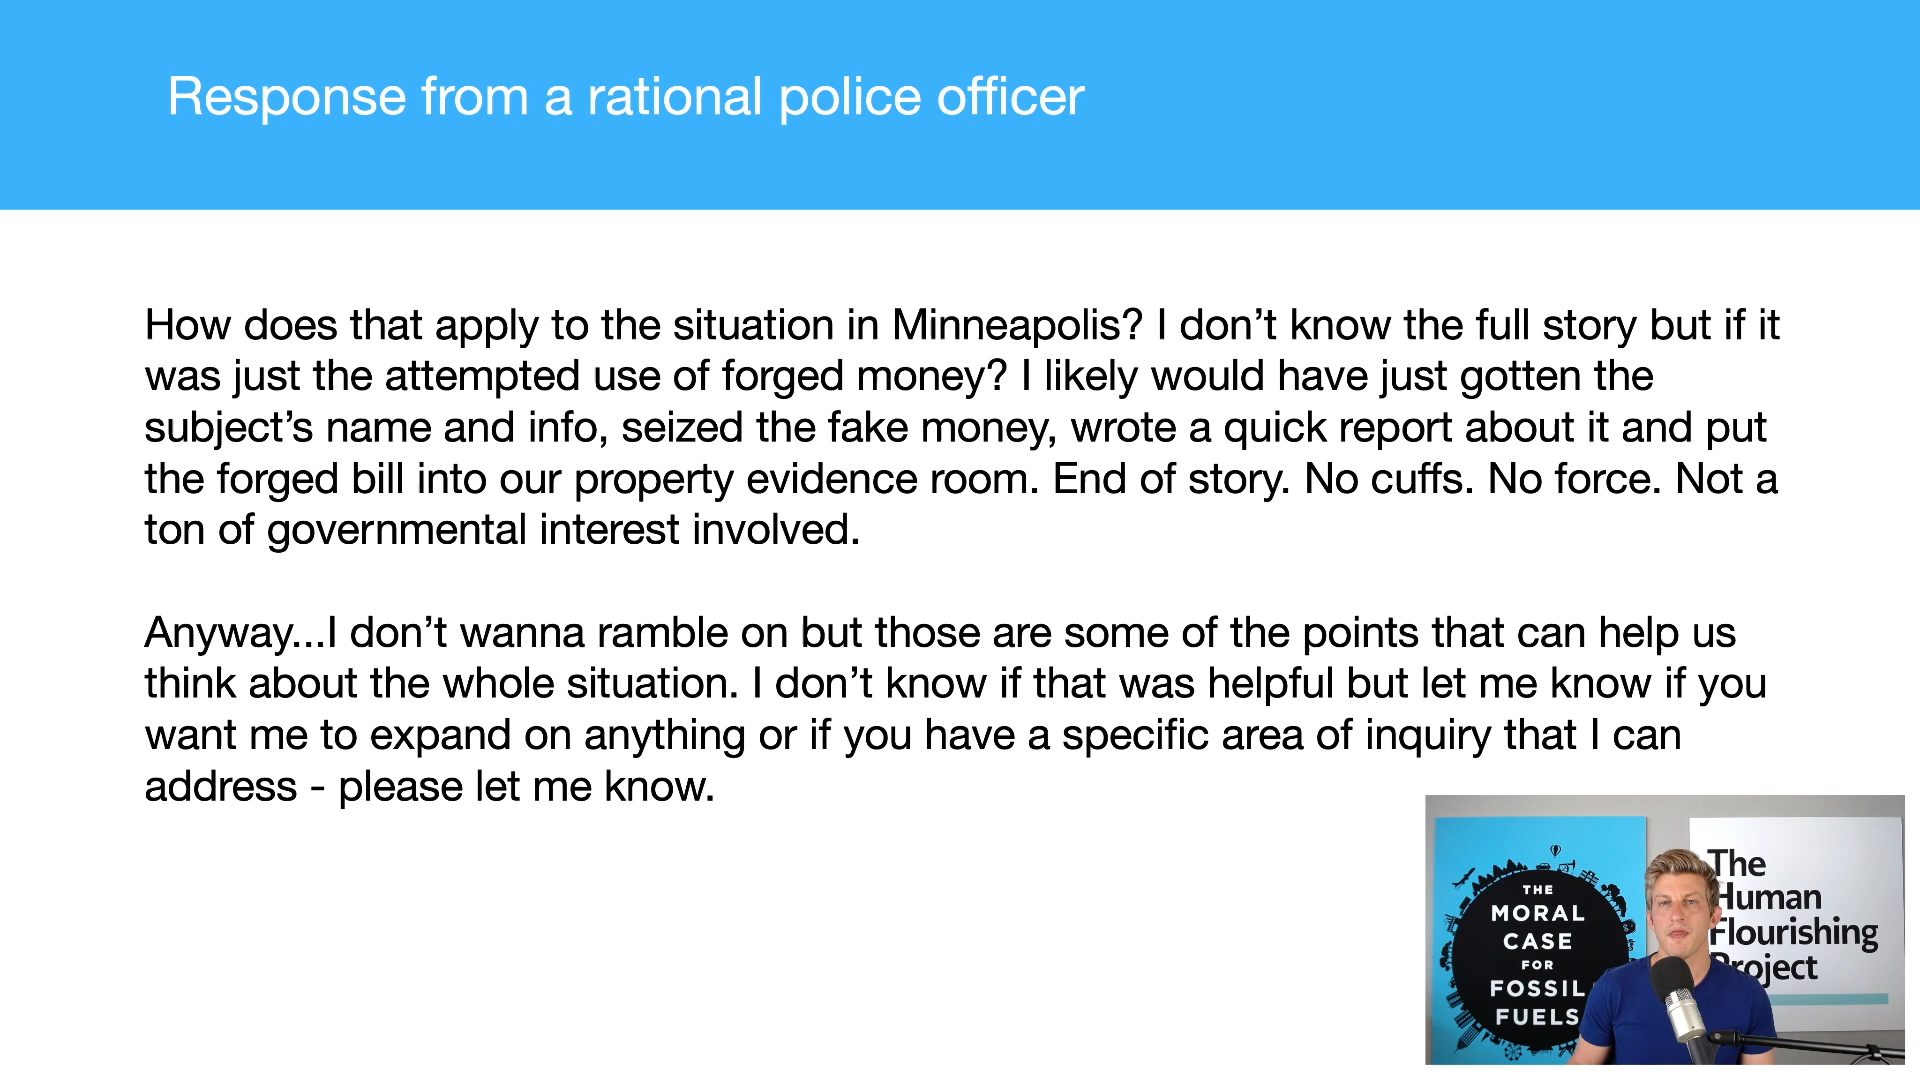 Response from a rational police officer
How does that apply to the situation in Minneapolis? I don’t know the full story but if it
was just the attempted use of forged money? I likely would have just gotten the
subject’s name and info, seized the fake money, wrote a quick report about it and put
the forged bill into our property evidence room. End of story. No cuffs. No force. Not a
ton of governmental interest involved.
Anyway...I don’t wanna ramble on but those are some of the points that can help us
think about the whole situation. I don’t know if that was helpful but let me know if you
want me to expand on anything or if you have a specific area of inquiry that I can
address - please let me know.
THE
MORAL
CASE
FOR
FOSSIL
FUELS
The
Human
Flourishing
Project